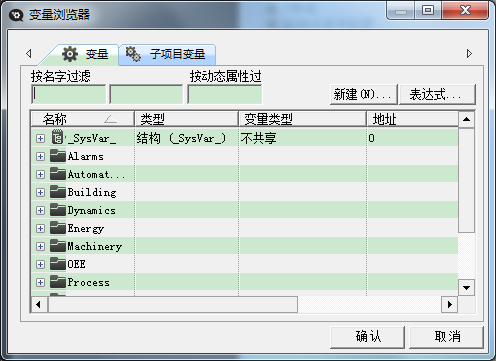 变量浏览器
变量 子项目变量
按名字过滤 按动态属性过
新建(N)... 表达式...
名称 类型 变量类型 地址
_SysVar_ 结构 (_SysVar_) 不共享 0
Alarms
Automat...
Building
Dynamics
Energy
Machinery
OEE
Process
确认 取消